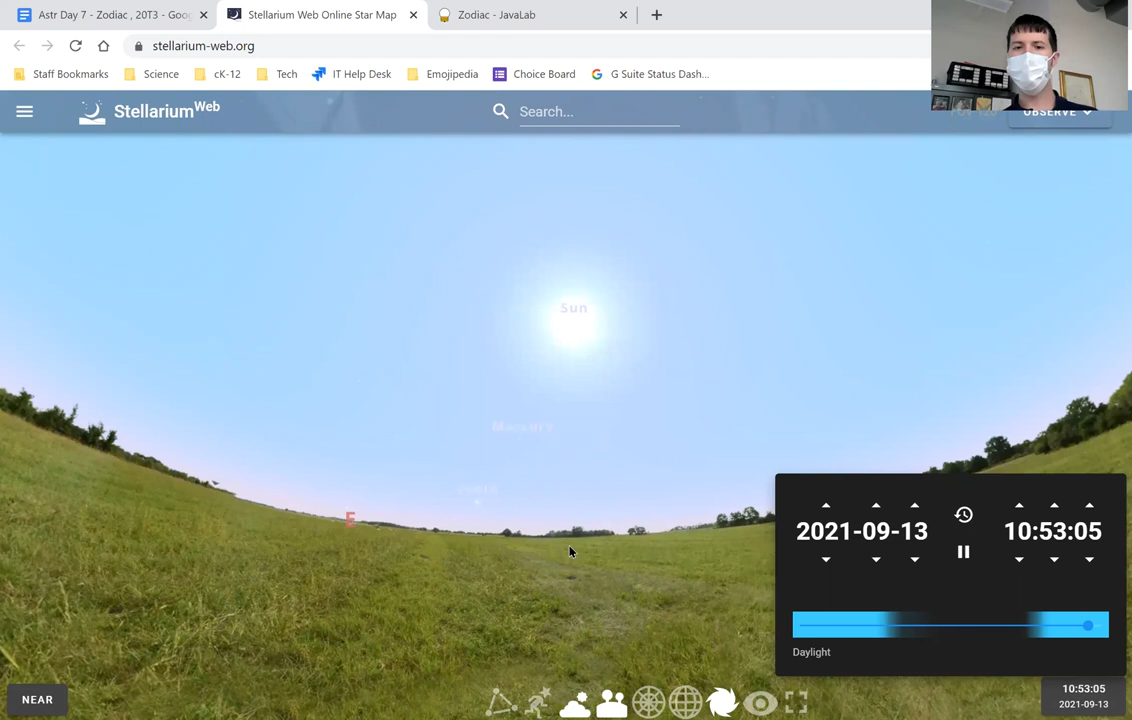 Astr Day 7 - Zodiac , 20T3 - Goo
Stellarium Web Online Star Map
Zodiac - JavaLab
stellarium-web.org
Staff Bookmarks
Science
cK-12
Tech
IT Help Desk
Emojipedia
Choice Board
G Suite Status Dash...
StellariumWeb
Search...
FOV 120
OBSERVE
Sun
Mercury
E
2021-09-13
10:53:05
Daylight
NEAR
10:53:05
2021-09-13